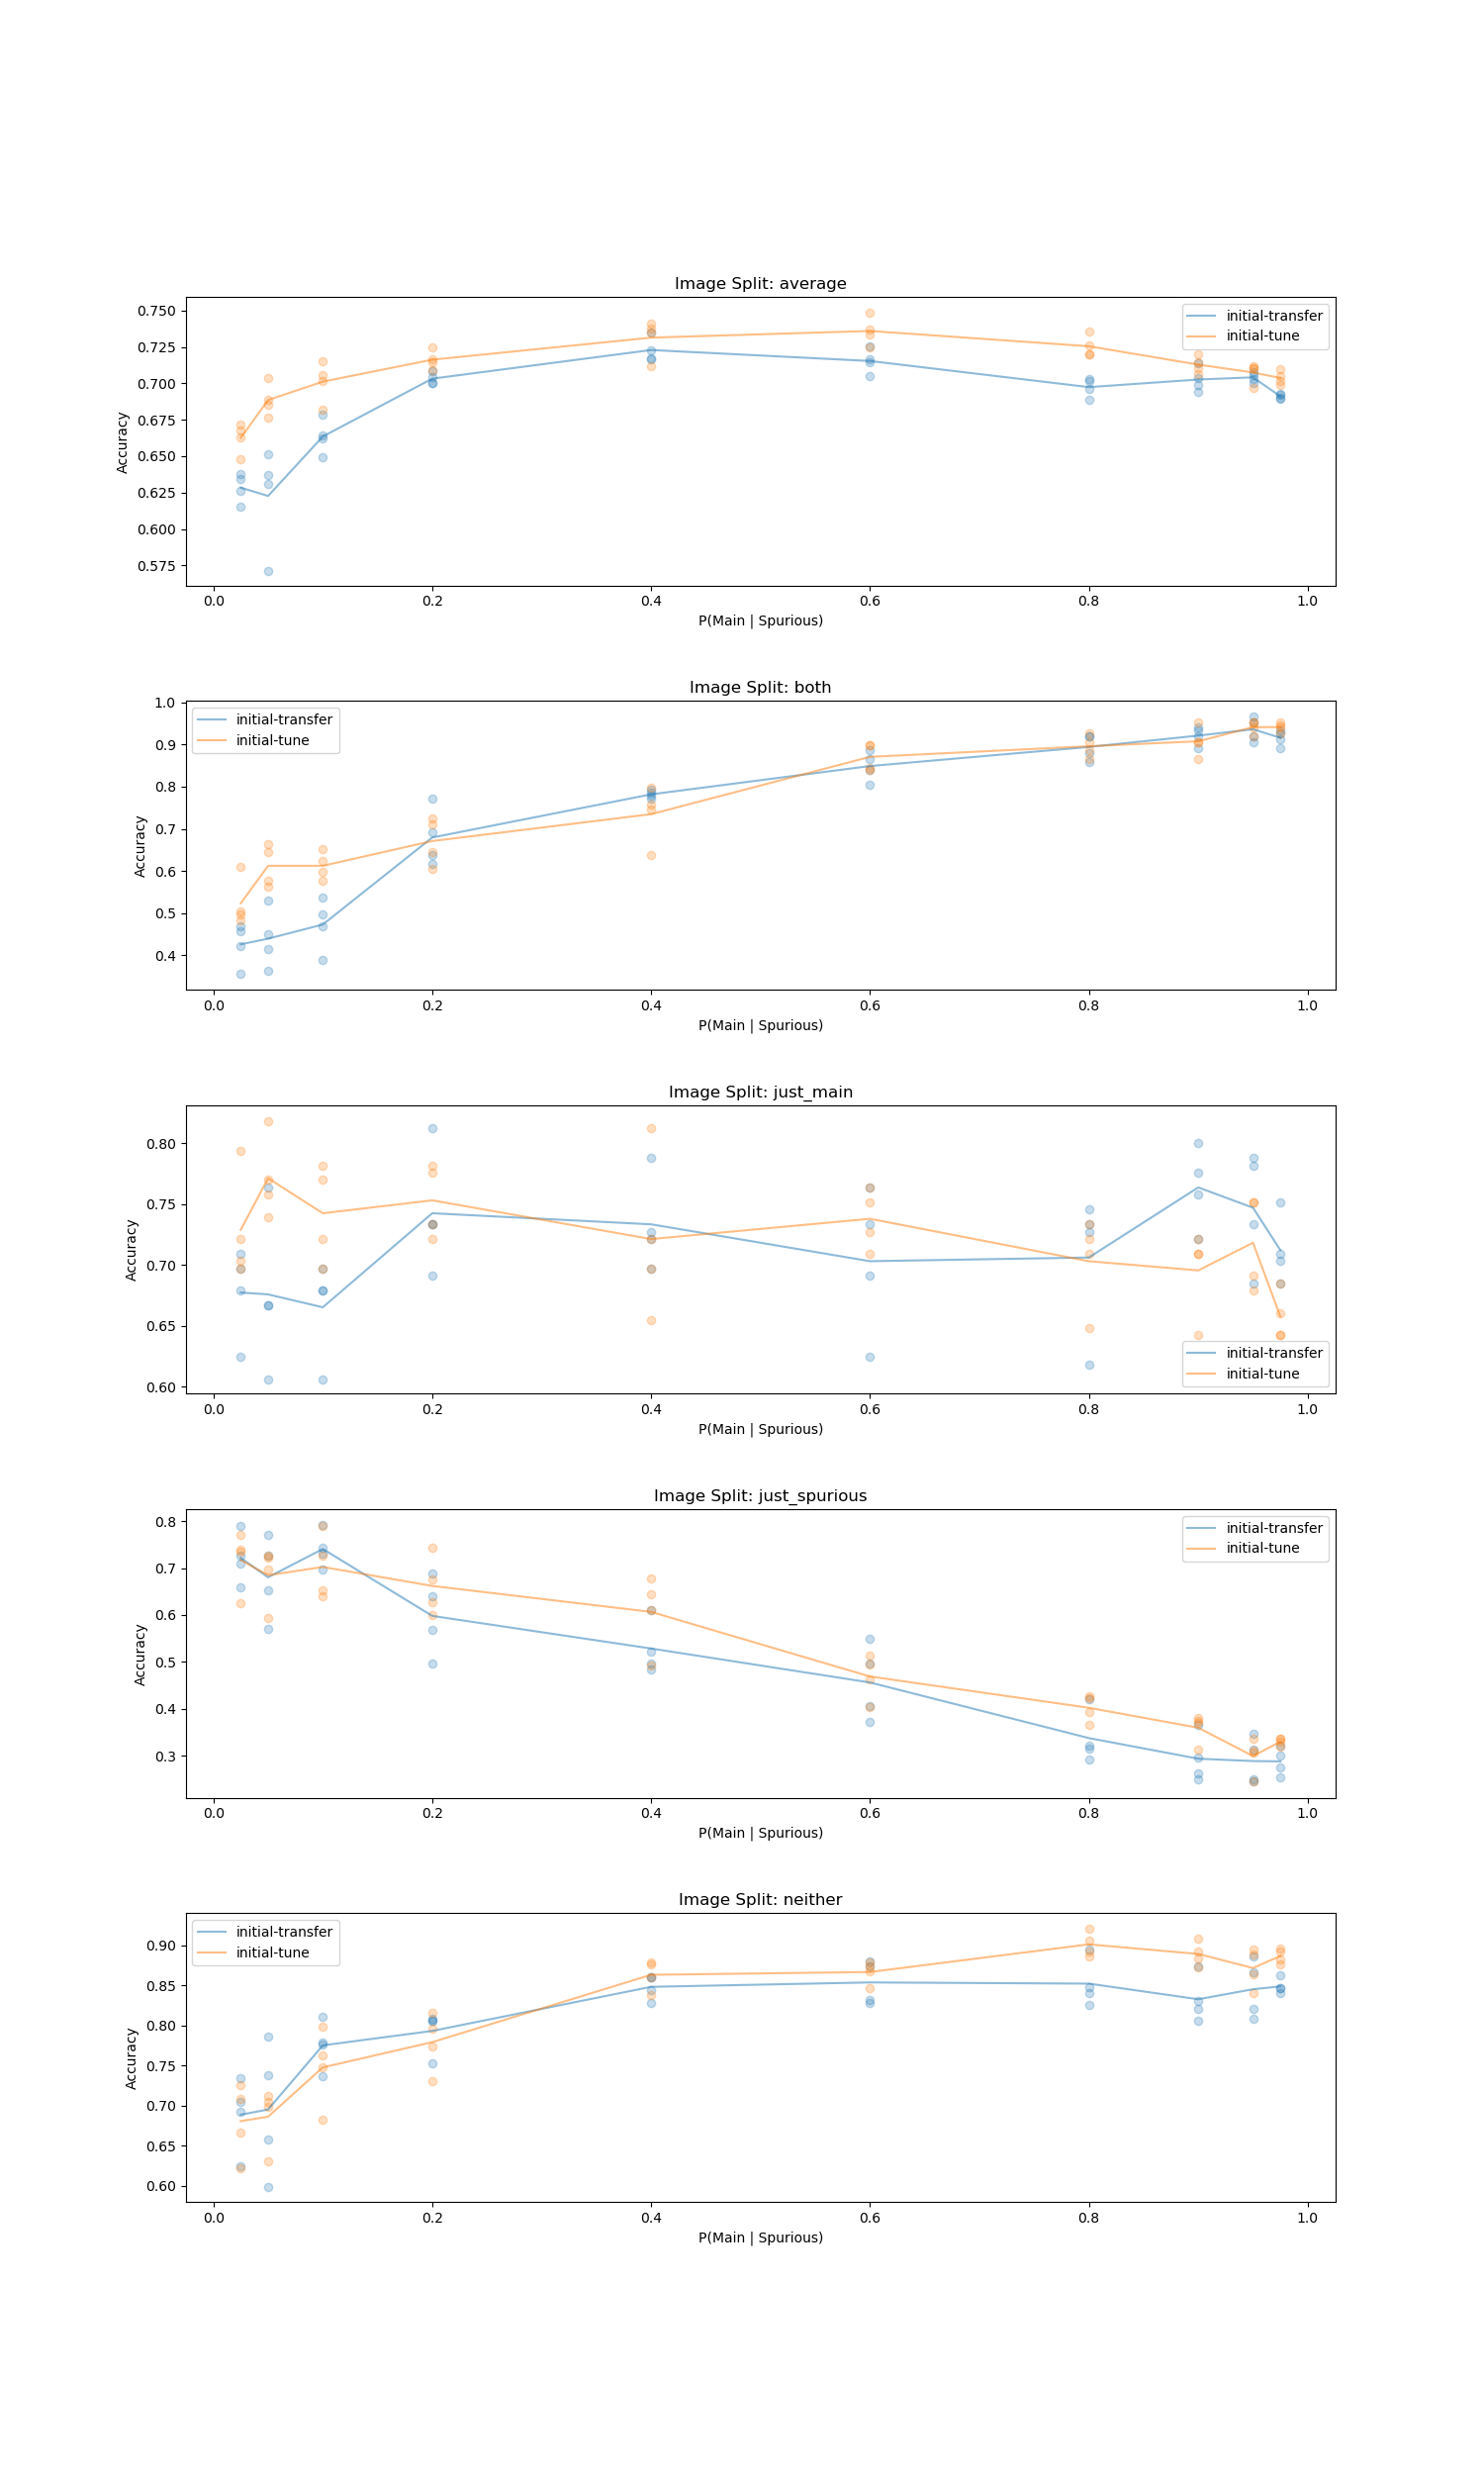 Image Split: average
0.750
0.725
0.700
0.675
0.650
0.625
0.600
0.575
Accuracy
initial-transfer
initial-tune
0.0 0.2 0.4 0.6 0.8 1.0
P(Main | Spurious)
Image Split: both
1.0
0.9
0.8
0.7
0.6
0.5
0.4
Accuracy
initial-transfer
initial-tune
0.0 0.2 0.4 0.6 0.8 1.0
P(Main | Spurious)
Image Split: just_main
0.80
0.75
0.70
0.65
0.60
Accuracy
initial-transfer
initial-tune
0.0 0.2 0.4 0.6 0.8 1.0
P(Main | Spurious)
Image Split: just_spurious
0.8
0.7
0.6
0.5
0.4
0.3
Accuracy
initial-transfer
initial-tune
0.0 0.2 0.4 0.6 0.8 1.0
P(Main | Spurious)
Image Split: neither
0.90
0.85
0.80
0.75
0.70
0.65
0.60
Accuracy
initial-transfer
initial-tune
0.0 0.2 0.4 0.6 0.8 1.0
P(Main | Spurious)